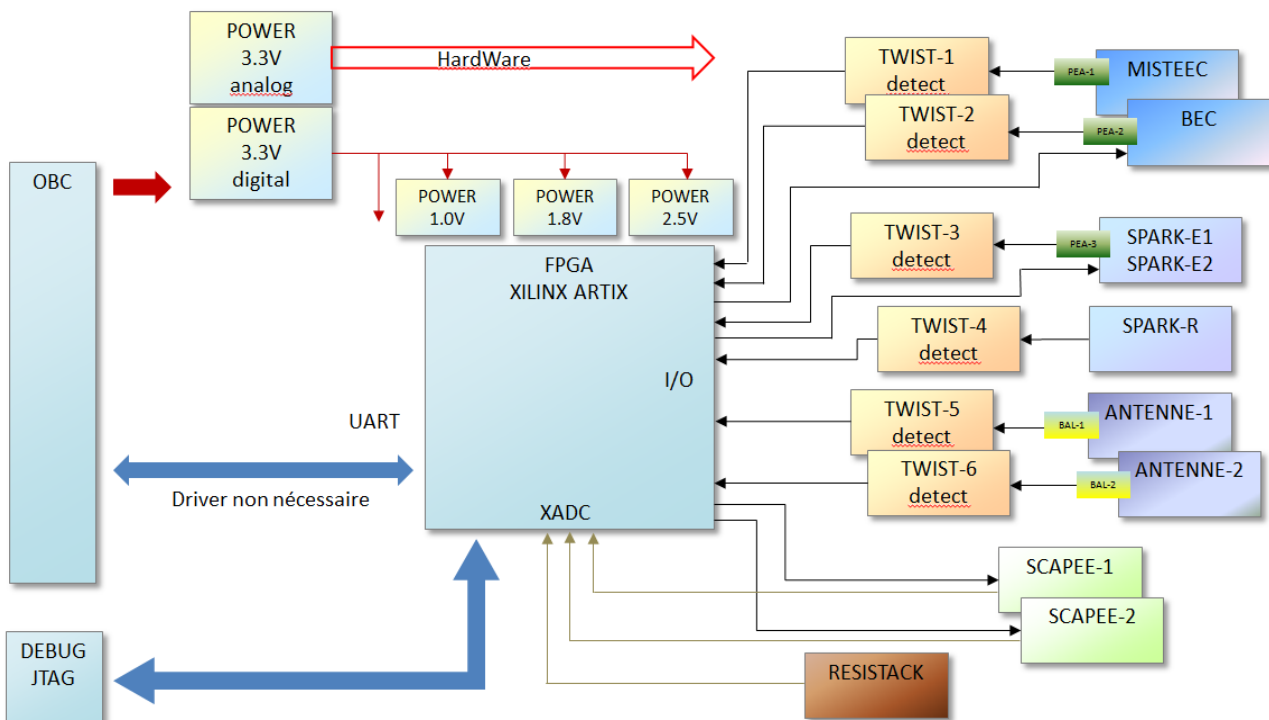 POWER
3.3V
analog
HardWare
POWER
3.3V
digital
OBC
POWER
1.0V
POWER
1.8V
POWER
2.5V
TWIST-1
detect
PEA-1
MISTEEC
TWIST-2
detect
PEA-2
BEC
FPGA
XILINX ARTIX
TWIST-3
detect
PEA-3
SPARK-E1
SPARK-E2
TWIST-4
detect
SPARK-R
I/O
UART
TWIST-5
detect
BAL-1
ANTENNE-1
TWIST-6
detect
BAL-2
ANTENNE-2
Driver non nécessaire
XADC
SCAPEE-1
SCAPEE-2
DEBUG
JTAG
RESISTACK